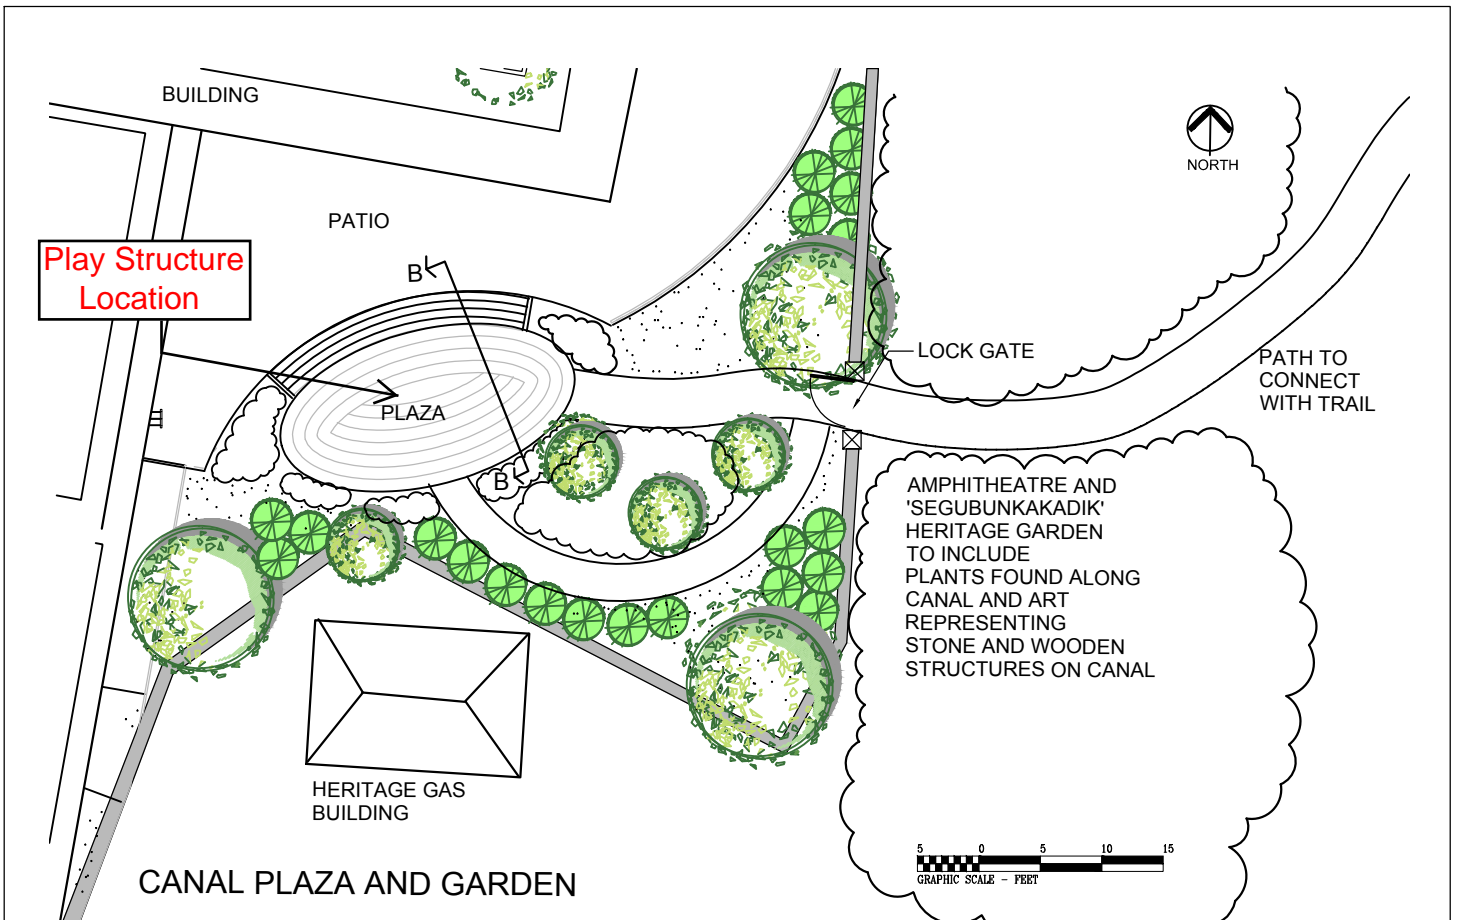 BUILDING
NORTH
PATIO
Play Structure
Location
B
LOCK GATE
PATH TO
CONNECT
WITH TRAIL
PLAZA
B
AMPHITHEATRE AND
'SEGUBUNKAKADIK'
HERITAGE GARDEN
TO INCLUDE
PLANTS FOUND ALONG
CANAL AND ART
REPRESENTING
STONE AND WOODEN
STRUCTURES ON CANAL
HERITAGE GAS
BUILDING
5 0 5 10 15
GRAPHIC SCALE - FEET
CANAL PLAZA AND GARDEN